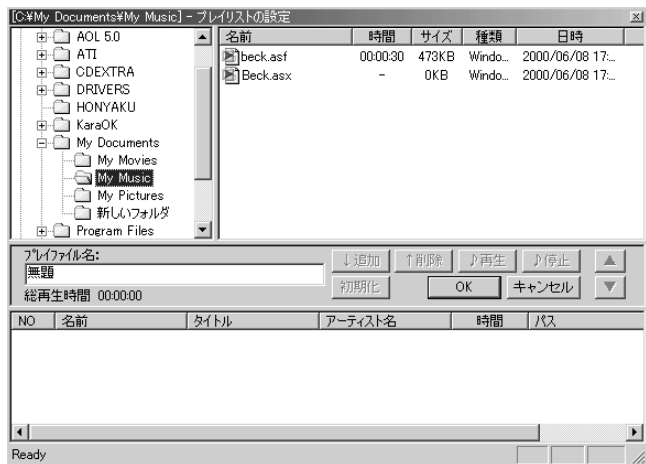 [C:¥My Documents¥My Music] - プレイリストの設定
AOL 5.0
ATI
CDEXTRA
DRIVERS
HONYAKU
KaraOK
My Documents
My Movies
My Music
My Pictures
新しいフォルダ
Program Files
名前 時間 サイズ 種類 日時
beck.asf 00:00:30 473KB Windo... 2000/06/08 17:...
Beck.asx - 0KB Windo... 2000/06/08 17:...
プレイファイル名:
無題
総再生時間 00:00:00
↓追加 ↑削除 ♪再生 ♪停止 ▲
初期化 OK キャンセル ▼
NO 名前 タイトル アーティスト名 時間 パス
Ready